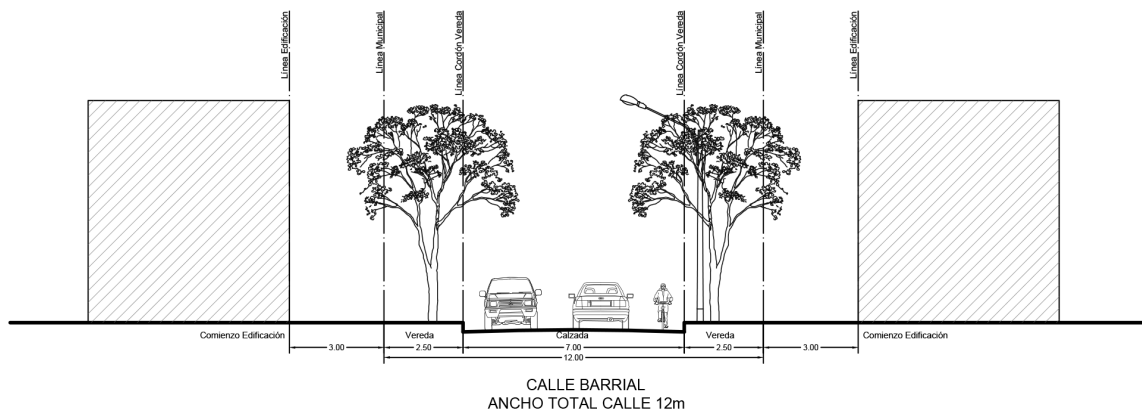 Línea Edificación
Línea Municipal
Línea Cordón Vereda
Línea Cordón Vereda
Línea Municipal
Línea Edificación
Comienzo Edificación
Vereda
Calzada
Vereda
Comienzo Edificación
3.00
2.50
7.00
2.50
3.00
12.00
CALLE BARRIAL
ANCHO TOTAL CALLE 12m